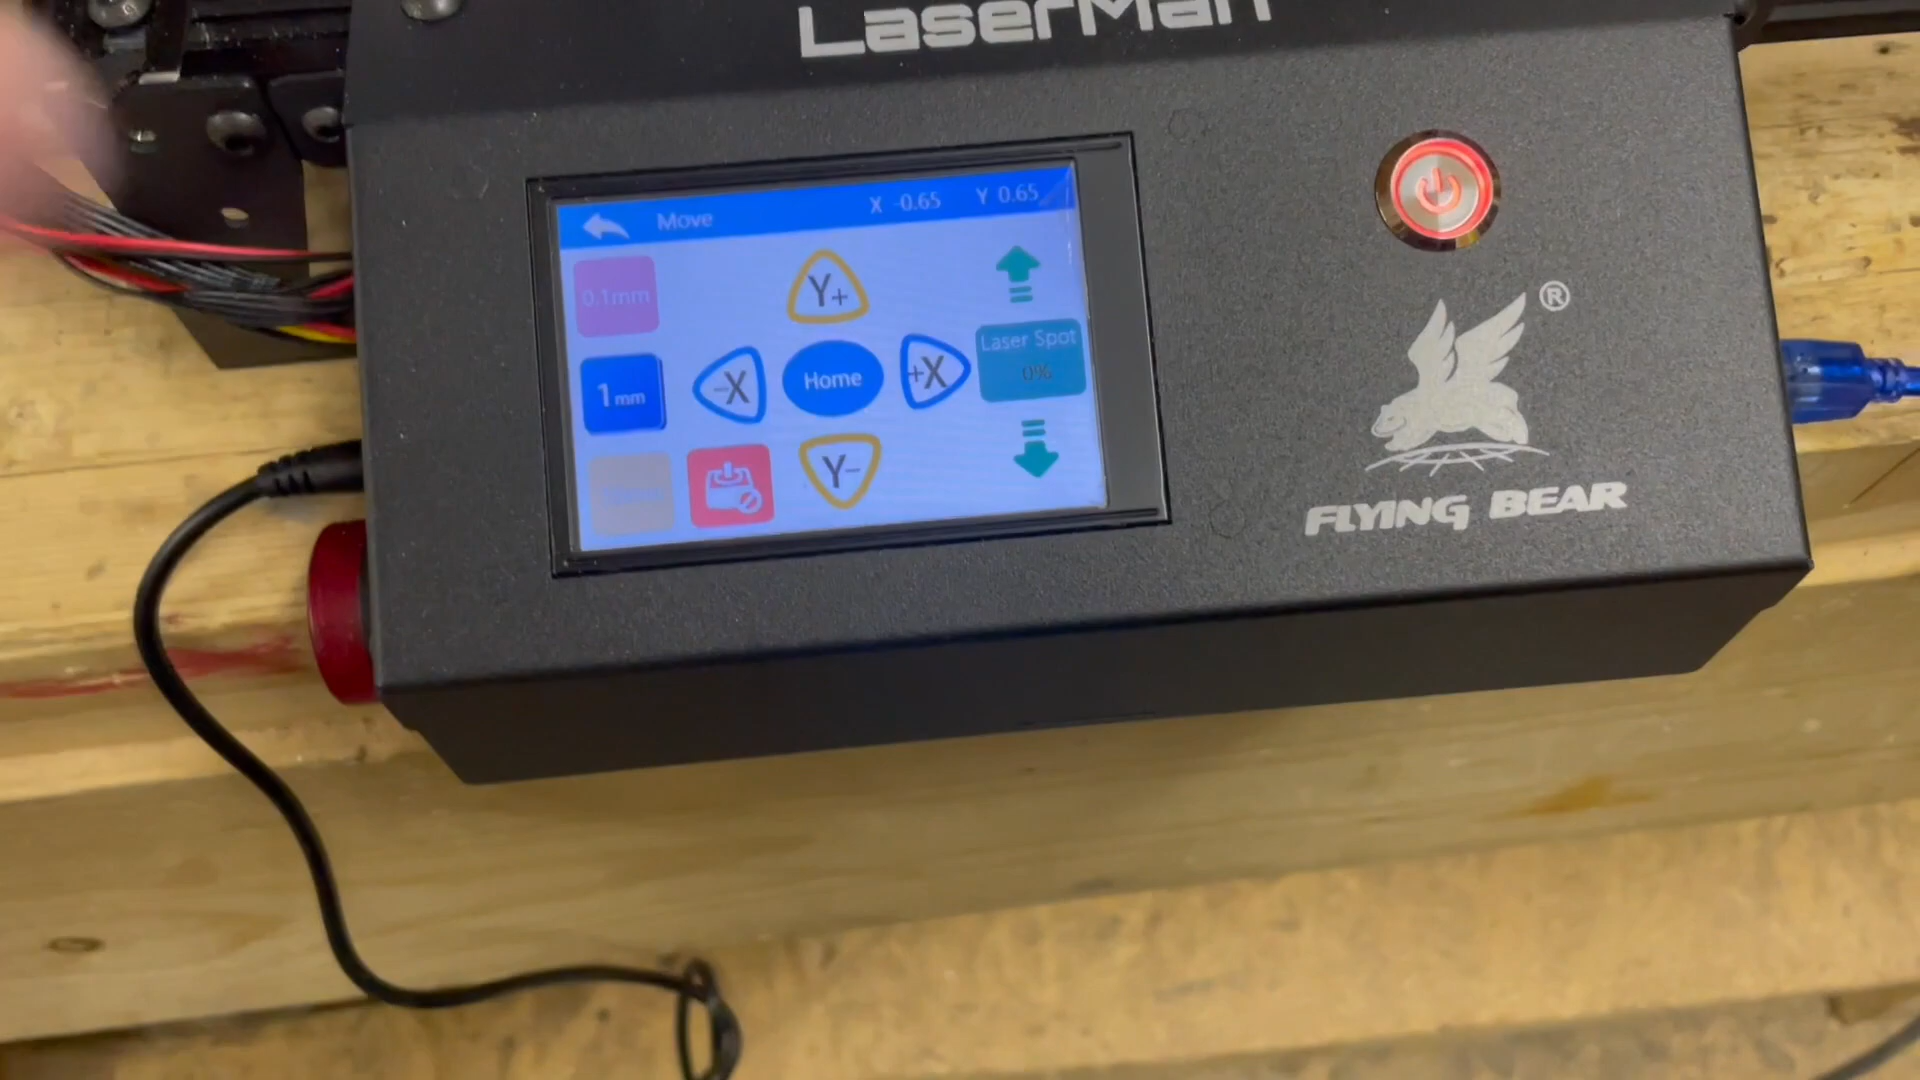 LaserMan
Move X -0.65 Y 0.65
0.1mm
Y+
Laser Spot
0%
1mm
-X Home +X
Y-
®
FLYING BEAR